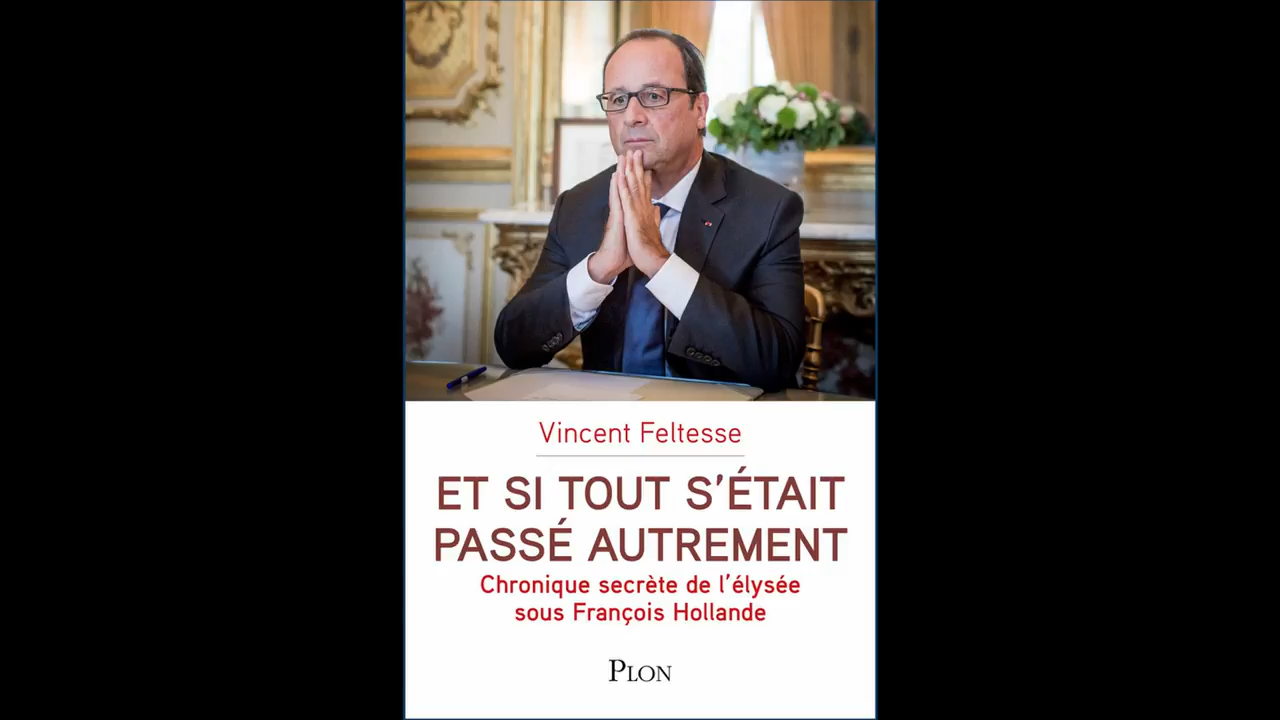 Vincent Feltesse
ET SI TOUT S'ÉTAIT
PASSÉ AUTREMENT
Chronique secrète de l'élysée
sous François Hollande
PLON